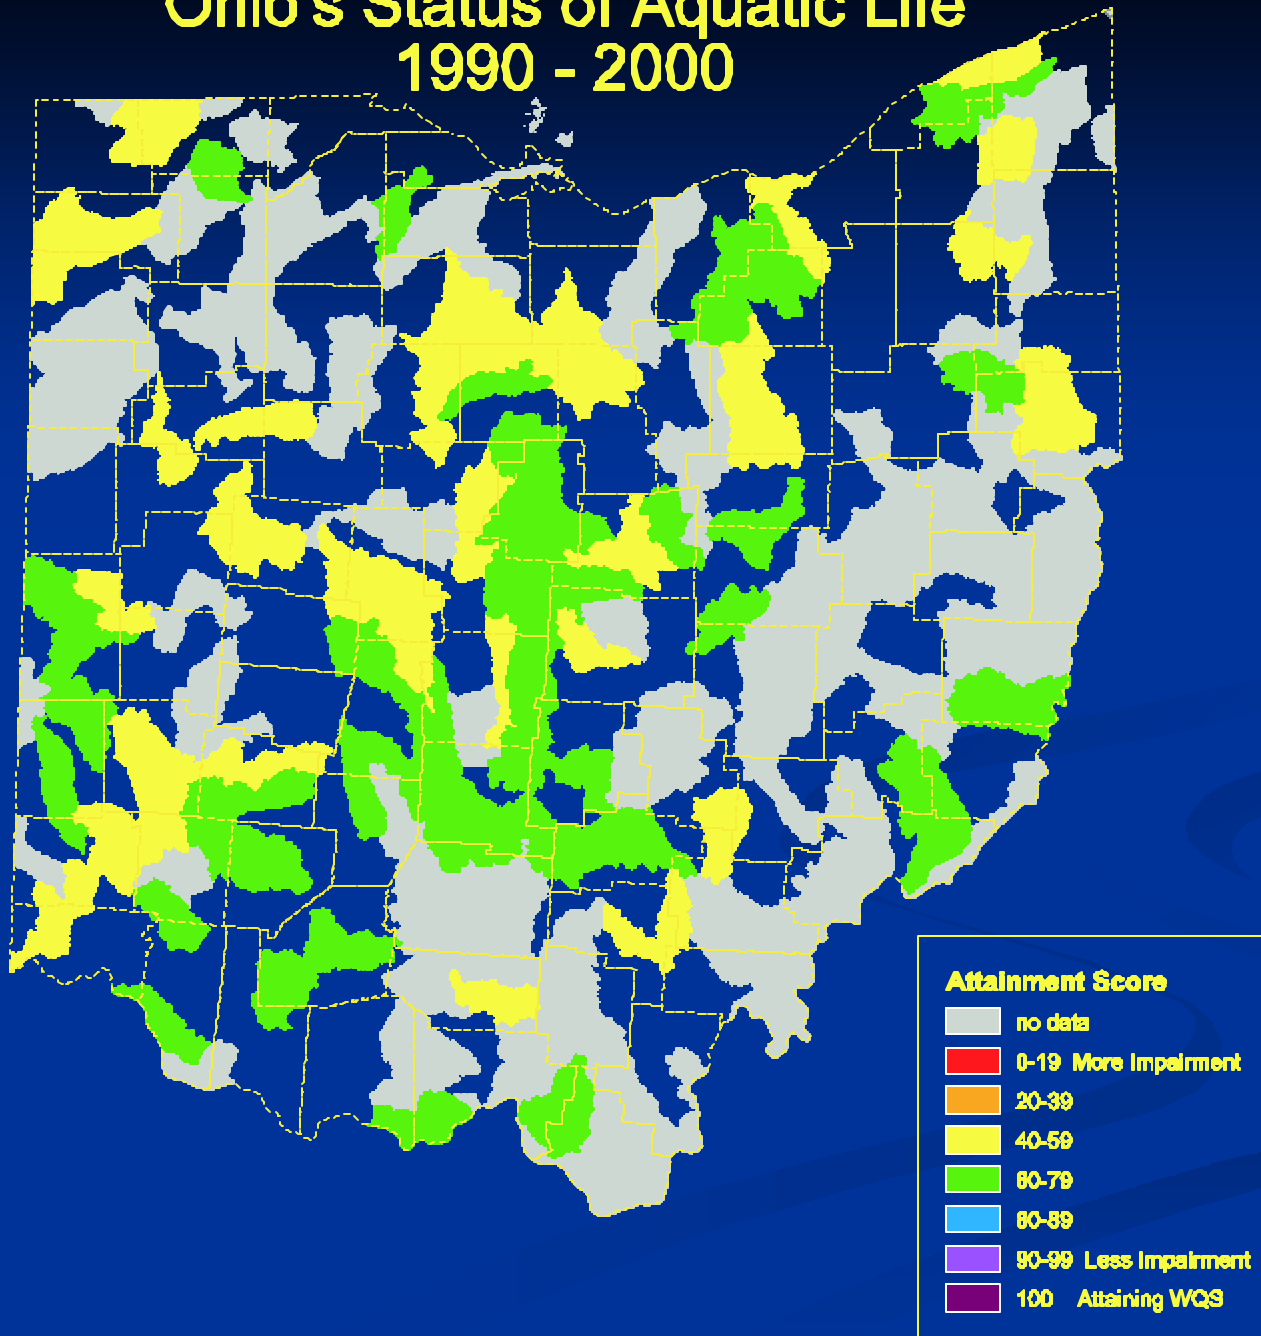 Ohio's Status of Aquatic Life
1990 - 2000
Attainment Score
no data
0-19 More Impairment
20-39
40-59
60-79
80-89
90-99 Less Impairment
100 Attaining WQS